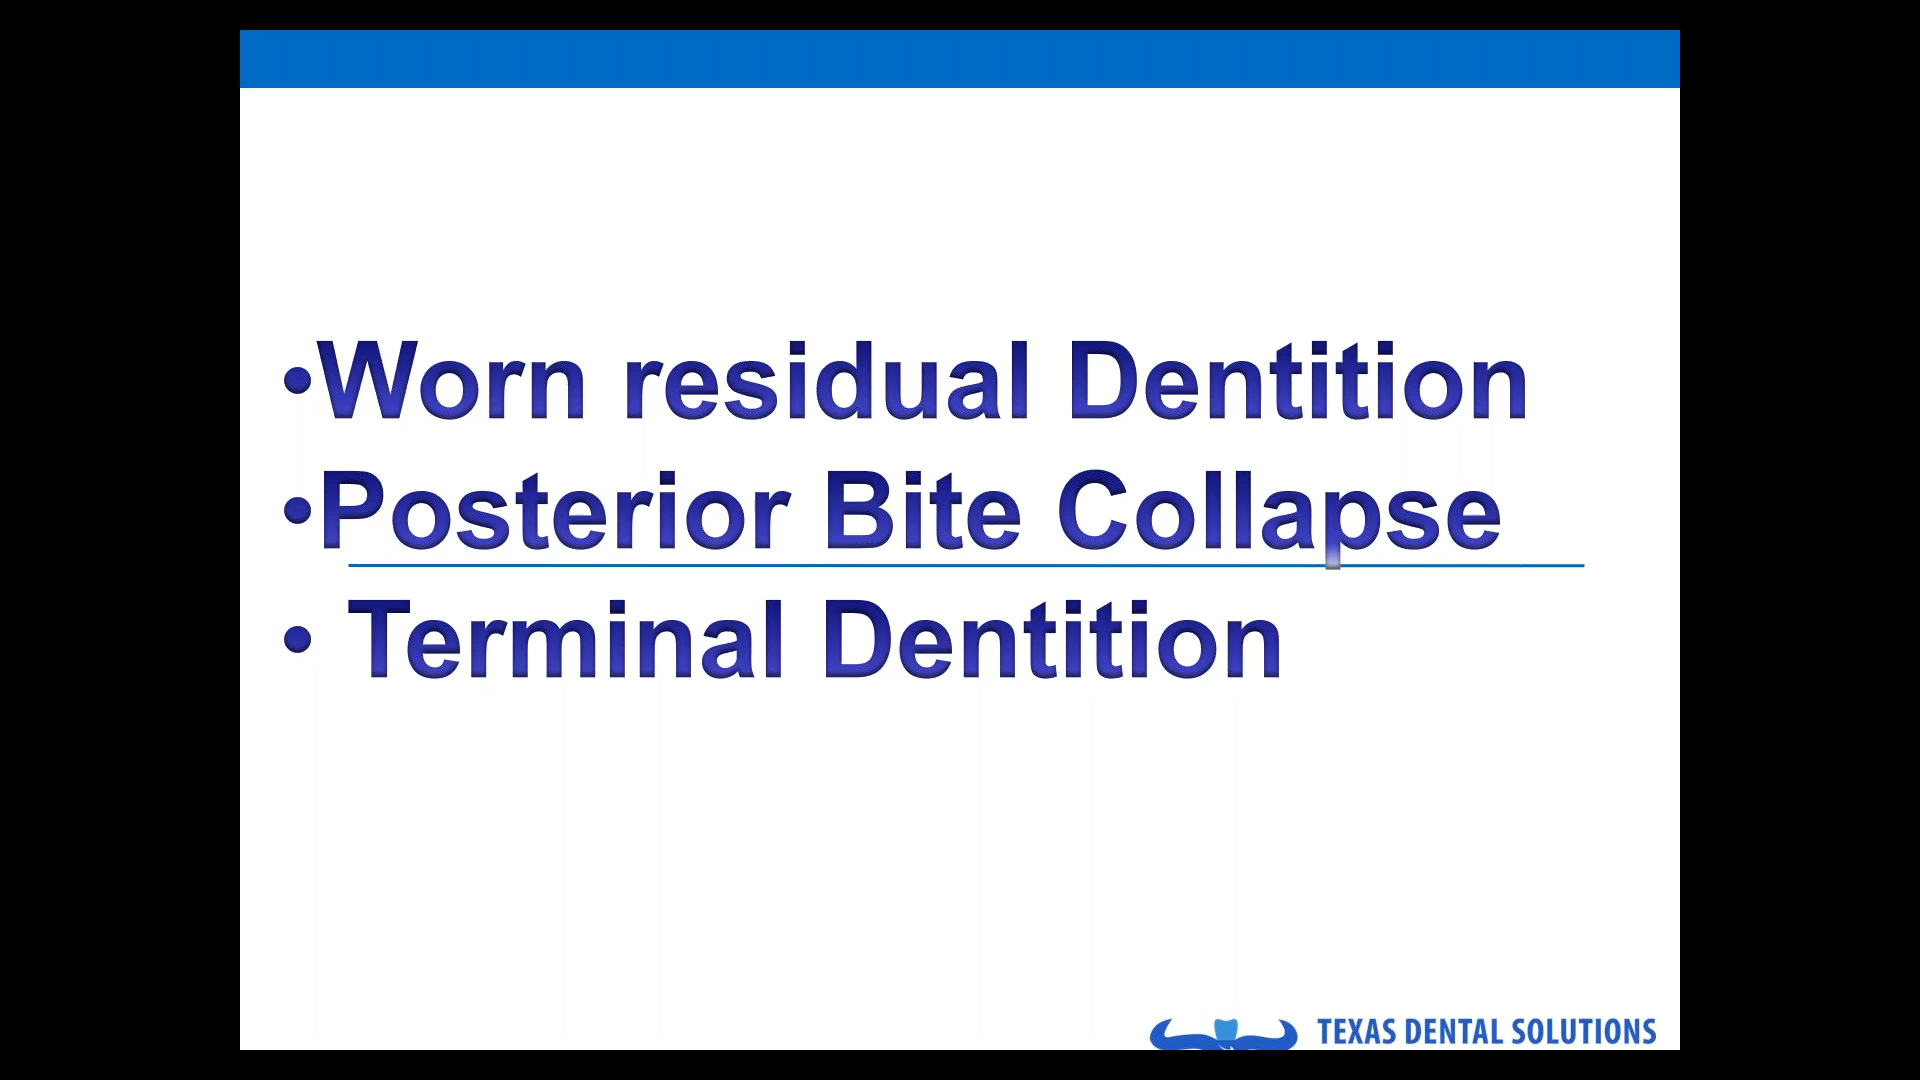 •Worn residual Dentition
•Posterior Bite Collapse
• Terminal Dentition
TEXAS DENTAL SOLUTIONS